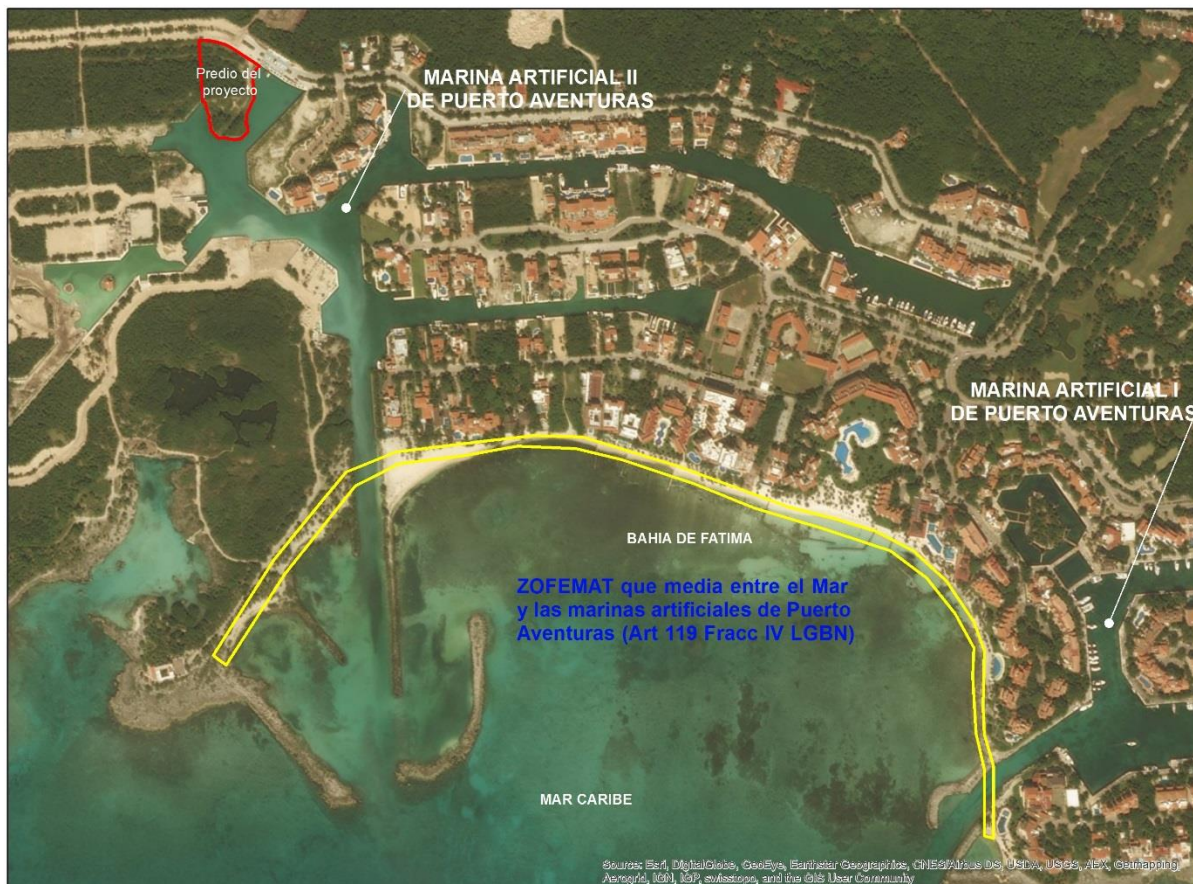 Predio del
proyecto
MARINA ARTIFICIAL II
DE PUERTO AVENTURAS
MARINA ARTIFICIAL I
DE PUERTO AVENTURAS
BAHIA DE FATIMA
ZOFEMAT que media entre el Mar
y las marinas artificiales de Puerto
Aventuras (Art 119 Fracc IV LGBN)
MAR CARIBE
Source: Esri, DigitalGlobe, GeoEye, Earthstar Geographics, CNES/Airbus DS, USDA, USGS, AEX, Getmapping,
Aerogrid, IGN, IGP, swisstopo, and the GIS User Community